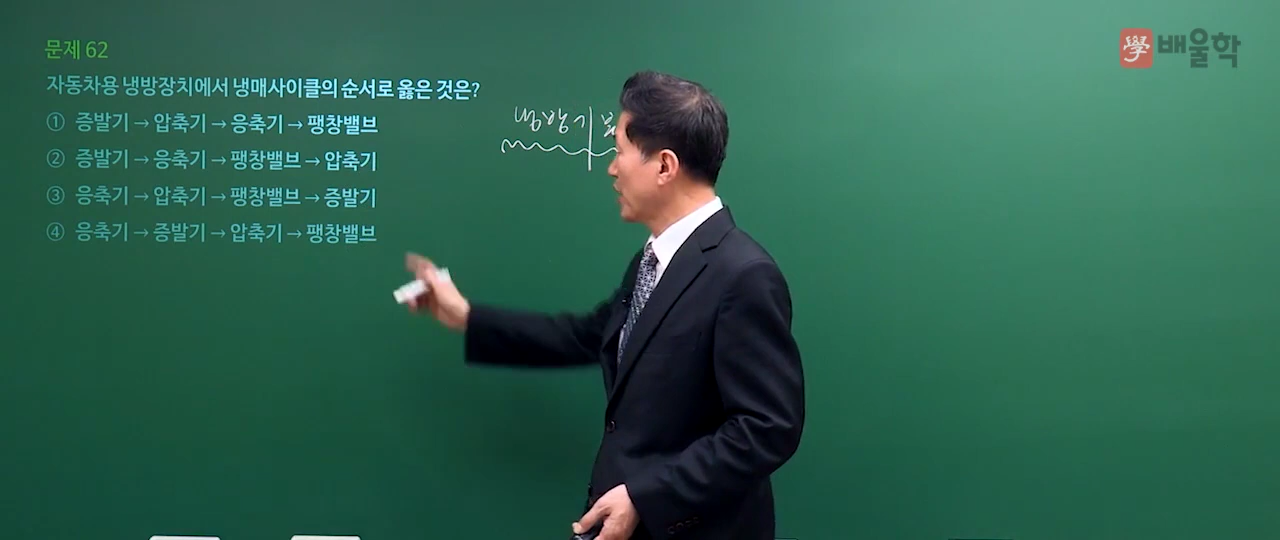 學 배울학
문제 62
자동차용 냉방장치에서 냉매사이클의 순서로 옳은 것은?
① 증발기 → 압축기 → 응축기 → 팽창밸브
② 증발기 → 응축기 → 팽창밸브 → 압축기
③ 응축기 → 압축기 → 팽창밸브 → 증발기
④ 응축기 → 증발기 → 압축기 → 팽창밸브
냉방기